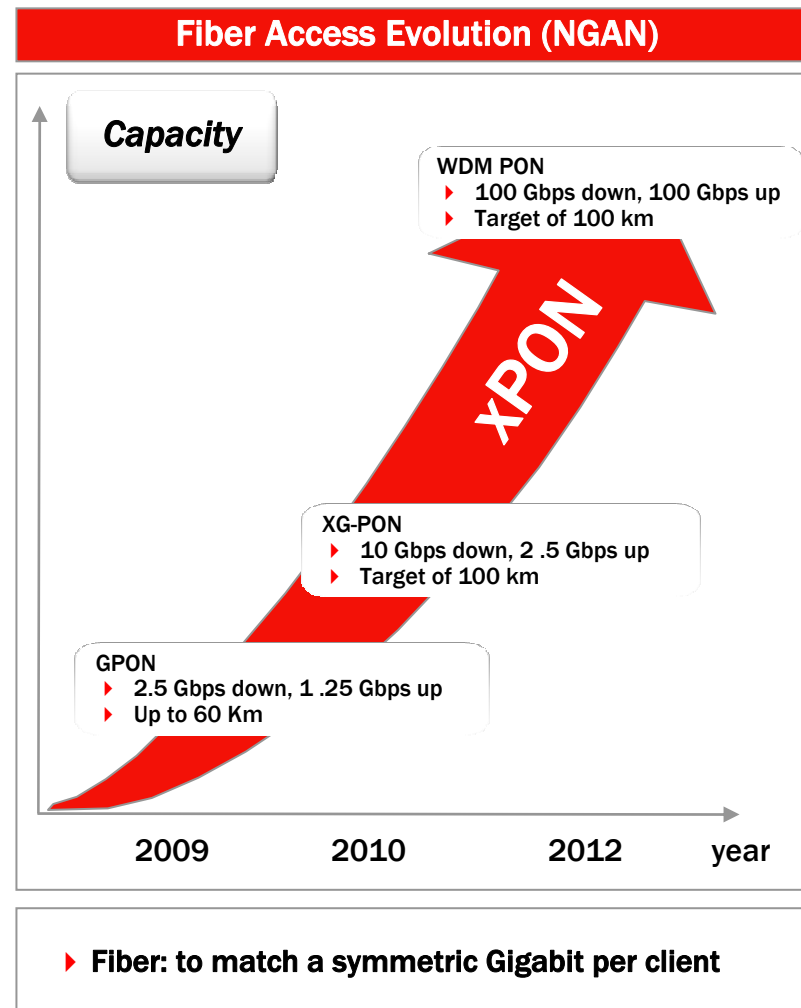 Fiber Access Evolution (NGAN)
Capacity
WDM PON
100 Gbps down, 100 Gbps up
Target of 100 km
xPON
XG-PON
10 Gbps down, 2 .5 Gbps up
Target of 100 km
GPON
2.5 Gbps down, 1 .25 Gbps up
Up to 60 Km
2009 2010 2012 year
Fiber: to match a symmetric Gigabit per client